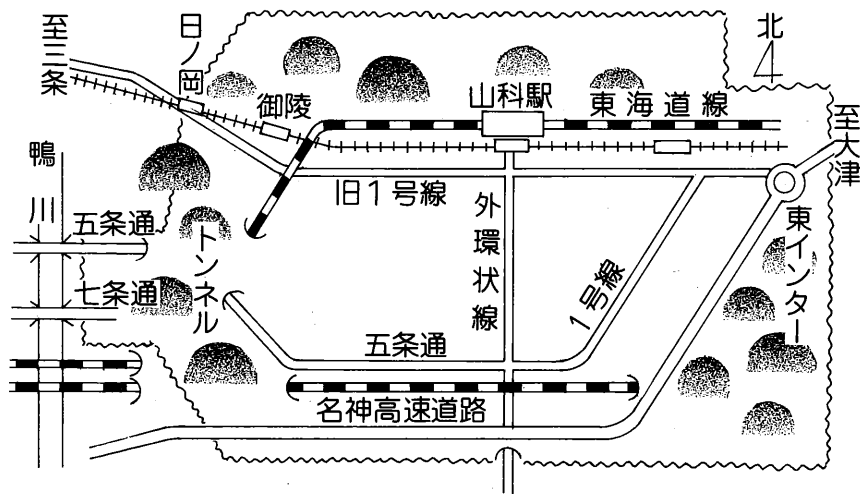 至三条
日ノ岡
御陵
山科駅
東海道線
北
至大津
鴨川
旧1号線
外環状線
五条通
トンネル
七条通
1号線
東インター
五条通
名神高速道路